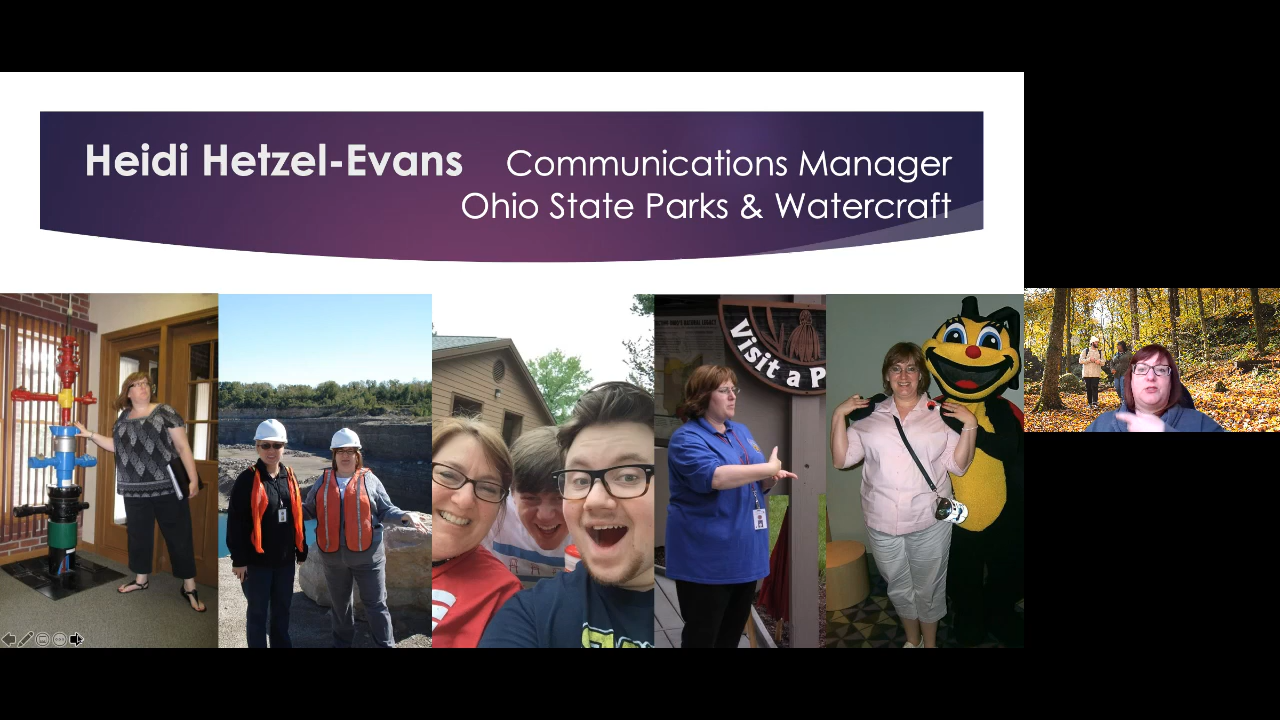 Heidi Hetzel-Evans Communications Manager
Ohio State Parks & Watercraft
Visit a P